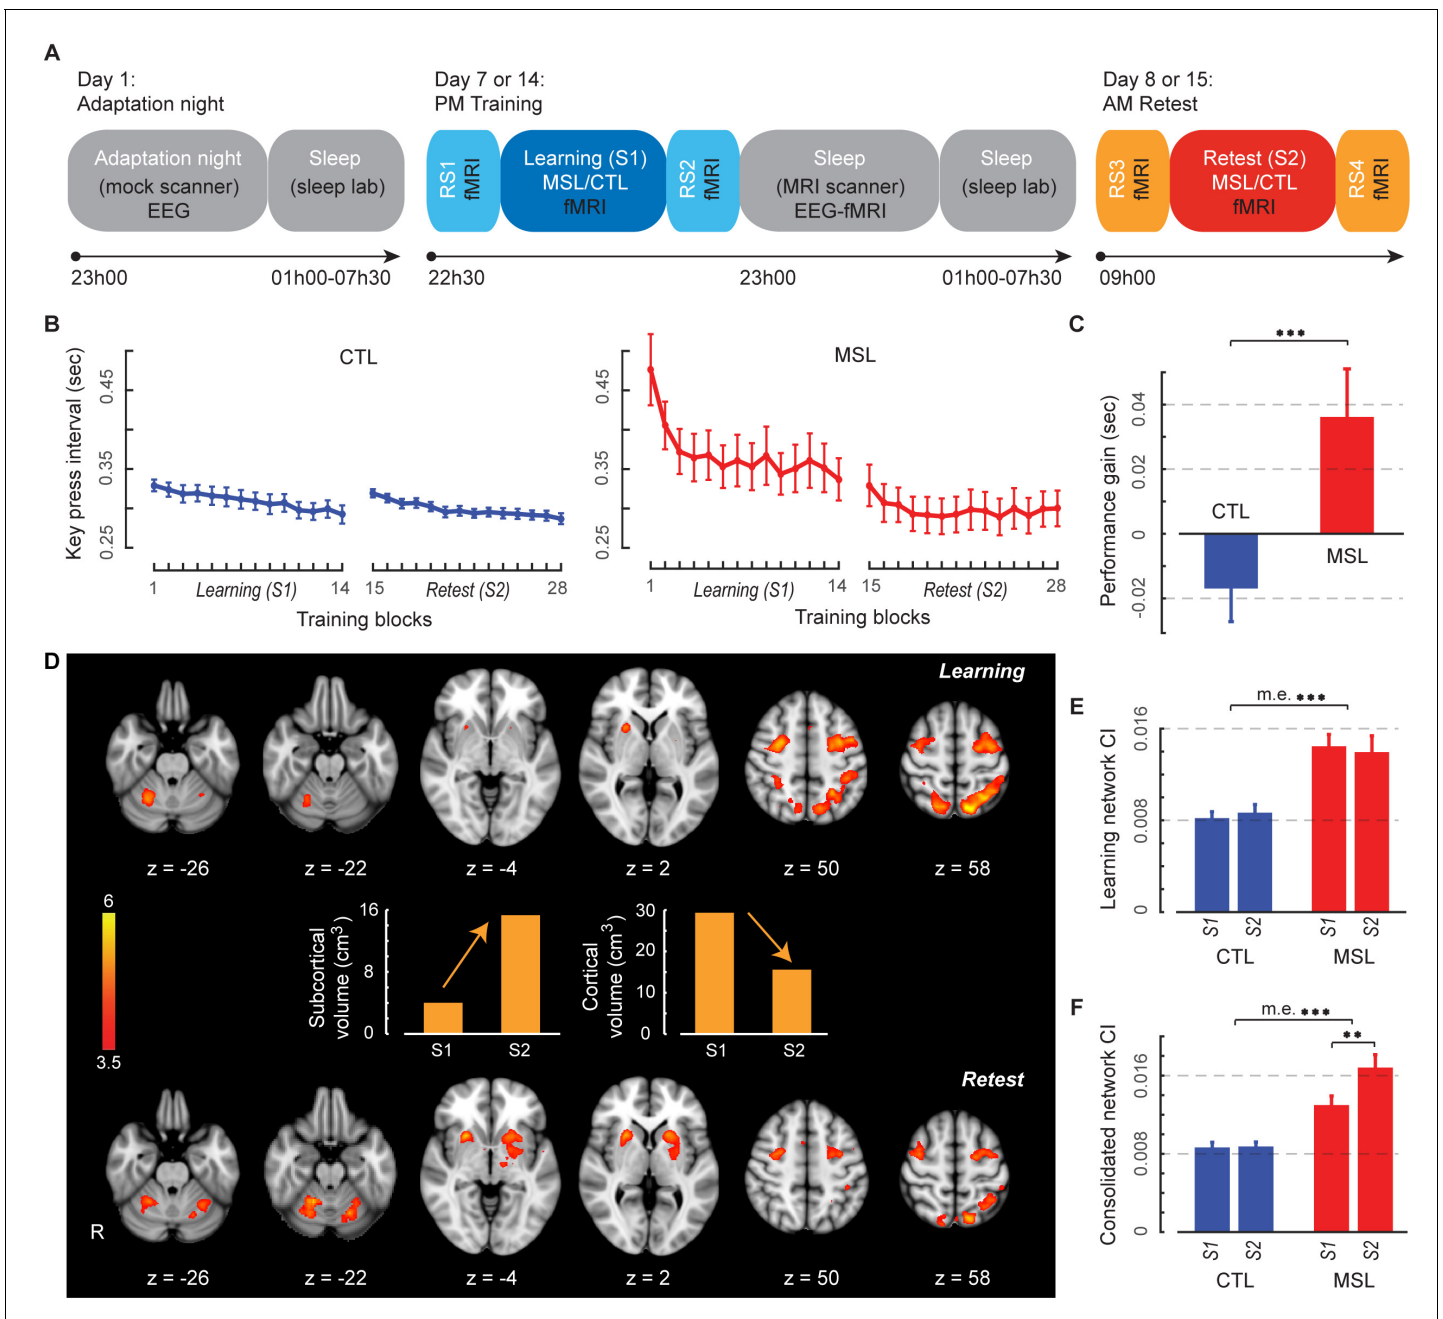 A
Day 1:
Adaptation night
Day 7 or 14:
PM Training
Day 8 or 15:
AM Retest
Adaptation night
(mock scanner)
EEG
Sleep
(sleep lab)
RS1
fMRI
Learning (S1)
MSL/CTL
fMRI
RS2
fMRI
Sleep
(MRI scanner)
EEG-fMRI
Sleep
(sleep lab)
RS3
fMRI
Retest (S2)
MSL/CTL
fMRI
RS4
fMRI
23h00
01h00-07h30
22h30
23h00
01h00-07h30
09h00
B
CTL
Key press interval (sec)
0.45
0.35
0.25
1
14
15
28
Learning (S1)
Retest (S2)
Training blocks
MSL
0.45
0.35
0.25
1
14
15
28
Learning (S1)
Retest (S2)
Training blocks
C
***
Performance gain (sec)
0.04
0.02
0
-0.02
CTL
MSL
D
Learning
z = -26
z = -22
z = -4
z = 2
z = 50
z = 58
6
3.5
Subcortical
volume (cm3)
16
8
0
S1
S2
Cortical
volume (cm3)
30
20
10
0
S1
S2
Retest
R
z = -26
z = -22
z = -4
z = 2
z = 50
z = 58
E
m.e. ***
Learning network CI
0.016
0.008
0
S1
S2
S1
S2
CTL
MSL
F
m.e. ***
**
Consolidated network CI
0.016
0.008
0
S1
S2
S1
S2
CTL
MSL